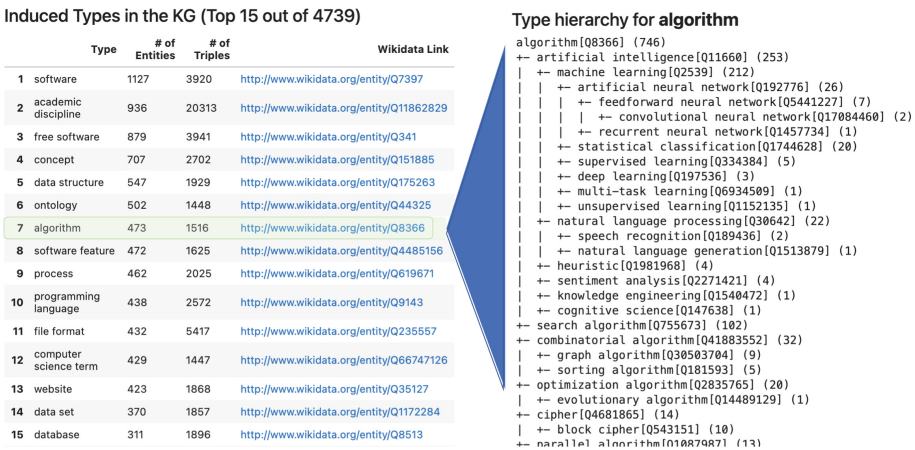 Induced Types in the KG (Top 15 out of 4739)
Type # of Entities # of Triples Wikidata Link
1 software 1127 3920 http://www.wikidata.org/entity/Q7397
2 academic discipline 936 20313 http://www.wikidata.org/entity/Q11862829
3 free software 879 3941 http://www.wikidata.org/entity/Q341
4 concept 707 2702 http://www.wikidata.org/entity/Q151885
5 data structure 547 1929 http://www.wikidata.org/entity/Q175263
6 ontology 502 1448 http://www.wikidata.org/entity/Q44325
7 algorithm 473 1516 http://www.wikidata.org/entity/Q8366
8 software feature 472 1625 http://www.wikidata.org/entity/Q4485156
9 process 462 2025 http://www.wikidata.org/entity/Q619671
10 programming language 438 2572 http://www.wikidata.org/entity/Q9143
11 file format 432 5417 http://www.wikidata.org/entity/Q235557
12 computer science term 429 1447 http://www.wikidata.org/entity/Q66747126
13 website 423 1868 http://www.wikidata.org/entity/Q35127
14 data set 370 1857 http://www.wikidata.org/entity/Q1172284
15 database 311 1896 http://www.wikidata.org/entity/Q8513
Type hierarchy for algorithm
algorithm[Q8366] (746)
+- artificial intelligence[Q11660] (253)
| +- machine learning[Q2539] (212)
| | +- artificial neural network[Q192776] (26)
| | | +- feedforward neural network[Q5441227] (7)
| | | | +- convolutional neural network[Q17084460] (2)
| | | +- recurrent neural network[Q1457734] (1)
| | +- statistical classification[Q1744628] (20)
| | +- supervised learning[Q334384] (5)
| | +- deep learning[Q197536] (3)
| | +- multi-task learning[Q6934509] (1)
| | +- unsupervised learning[Q1152135] (1)
| +- natural language processing[Q30642] (22)
| | +- speech recognition[Q189436] (2)
| | +- natural language generation[Q1513879] (1)
| +- heuristic[Q1981968] (4)
| +- sentiment analysis[Q2271421] (4)
| +- knowledge engineering[Q1540472] (1)
| +- cognitive science[Q147638] (1)
+- search algorithm[Q755673] (102)
+- combinatorial algorithm[Q41883552] (32)
| +- graph algorithm[Q30503704] (9)
| +- sorting algorithm[Q181593] (5)
+- optimization algorithm[Q2835765] (20)
| +- evolutionary algorithm[Q14489129] (1)
+- cipher[Q4681865] (14)
| +- block cipher[Q543151] (10)
+- parallel algorithm[Q1087987] (13)